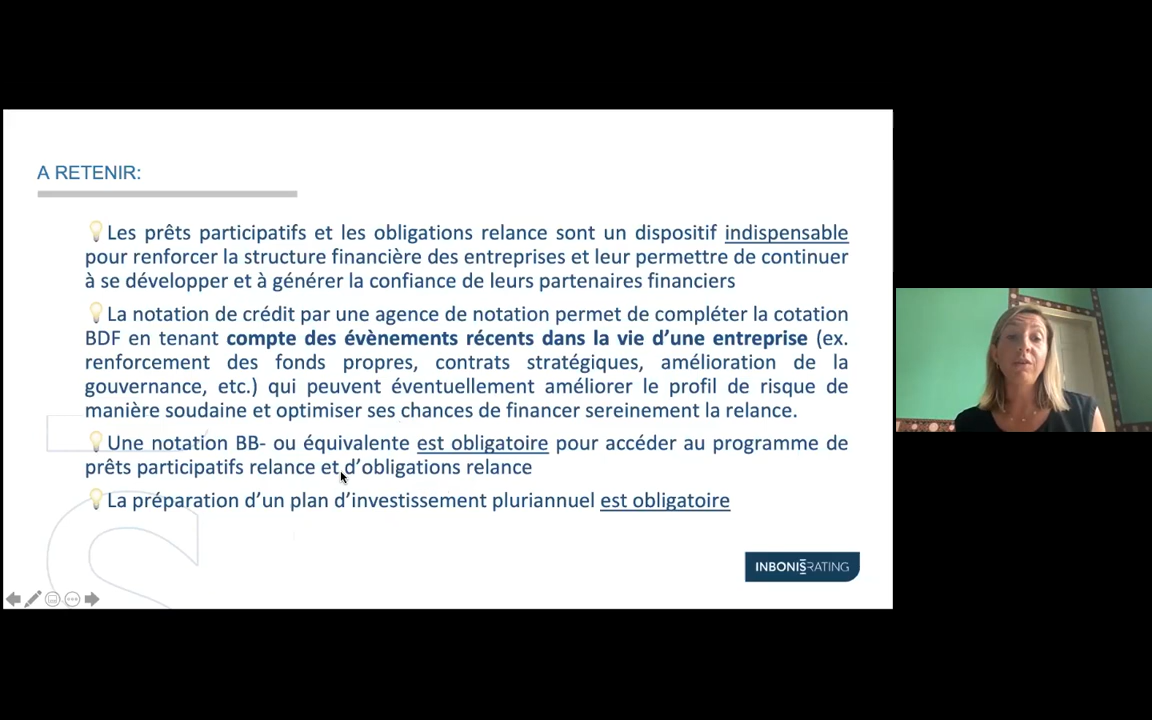 A RETENIR:
Les prêts participatifs et les obligations relance sont un dispositif indispensable
pour renforcer la structure financière des entreprises et leur permettre de continuer
à se développer et à générer la confiance de leurs partenaires financiers
La notation de crédit par une agence de notation permet de compléter la cotation
BDF en tenant compte des évènements récents dans la vie d’une entreprise (ex.
renforcement des fonds propres, contrats stratégiques, amélioration de la
gouvernance, etc.) qui peuvent éventuellement améliorer le profil de risque de
manière soudaine et optimiser ses chances de financer sereinement la relance.
Une notation BB- ou équivalente est obligatoire pour accéder au programme de
prêts participatifs relance et d’obligations relance
La préparation d’un plan d’investissement pluriannuel est obligatoire
INBONIS RATING